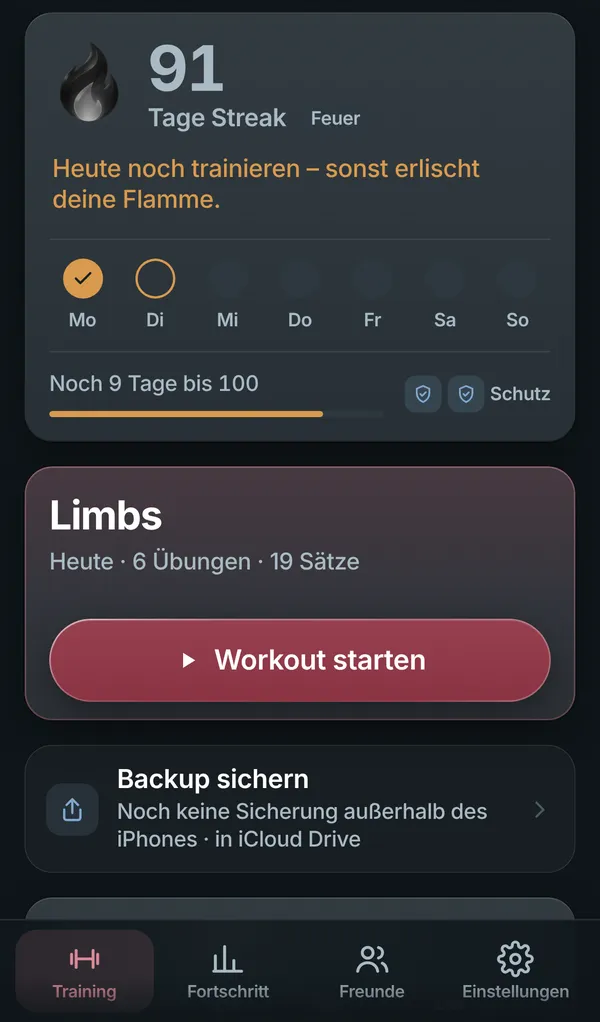 91
Tage Streak Feuer
Heute noch trainieren – sonst erlischt
deine Flamme.
Mo Di Mi Do Fr Sa So
Noch 9 Tage bis 100
Schutz
Limbs
Heute · 6 Übungen · 19 Sätze
Workout starten
Backup sichern
Noch keine Sicherung außerhalb des
iPhones · in iCloud Drive
Training Fortschritt Freunde Einstellungen